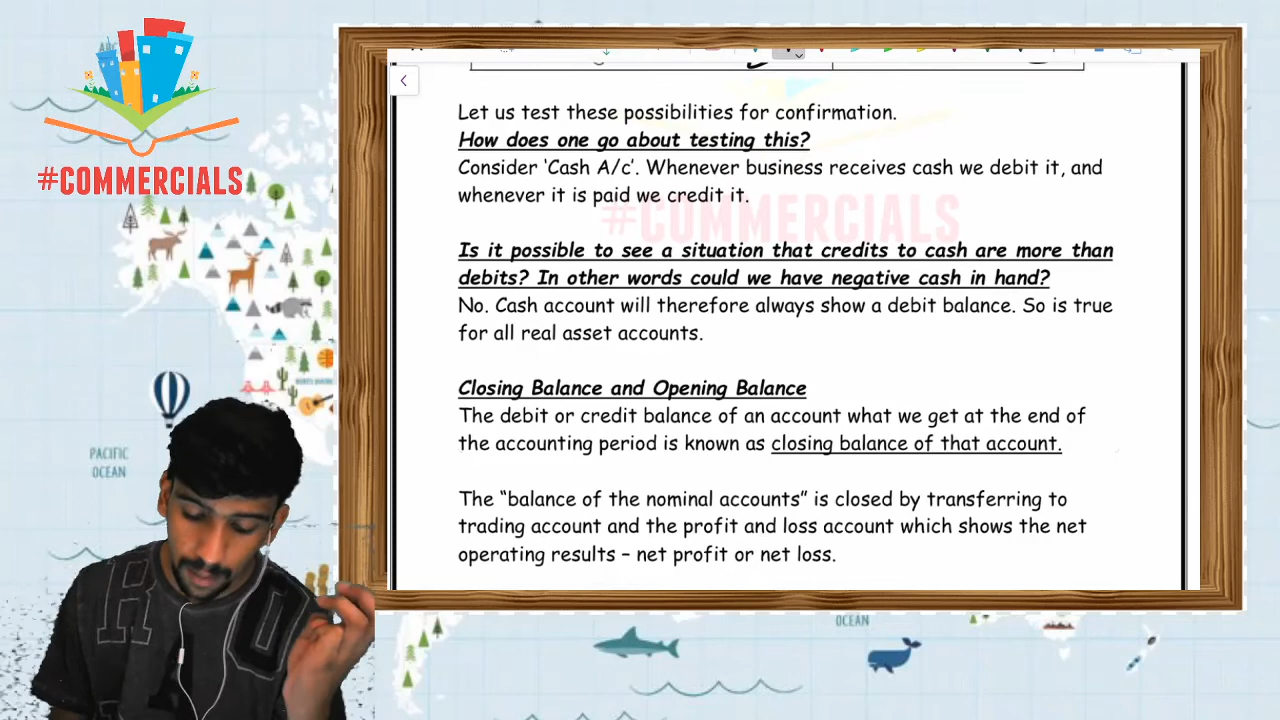 #COMMERCIALS
Let us test these possibilities for confirmation.
How does one go about testing this?
Consider ‘Cash A/c’. Whenever business receives cash we debit it, and
whenever it is paid we credit it.
#COMMERCIALS
Is it possible to see a situation that credits to cash are more than
debits? In other words could we have negative cash in hand?
No. Cash account will therefore always show a debit balance. So is true
for all real asset accounts.
Closing Balance and Opening Balance
The debit or credit balance of an account what we get at the end of
the accounting period is known as closing balance of that account.
The “balance of the nominal accounts” is closed by transferring to
trading account and the profit and loss account which shows the net
operating results – net profit or net loss.
PACIFIC
OCEAN
OCEAN